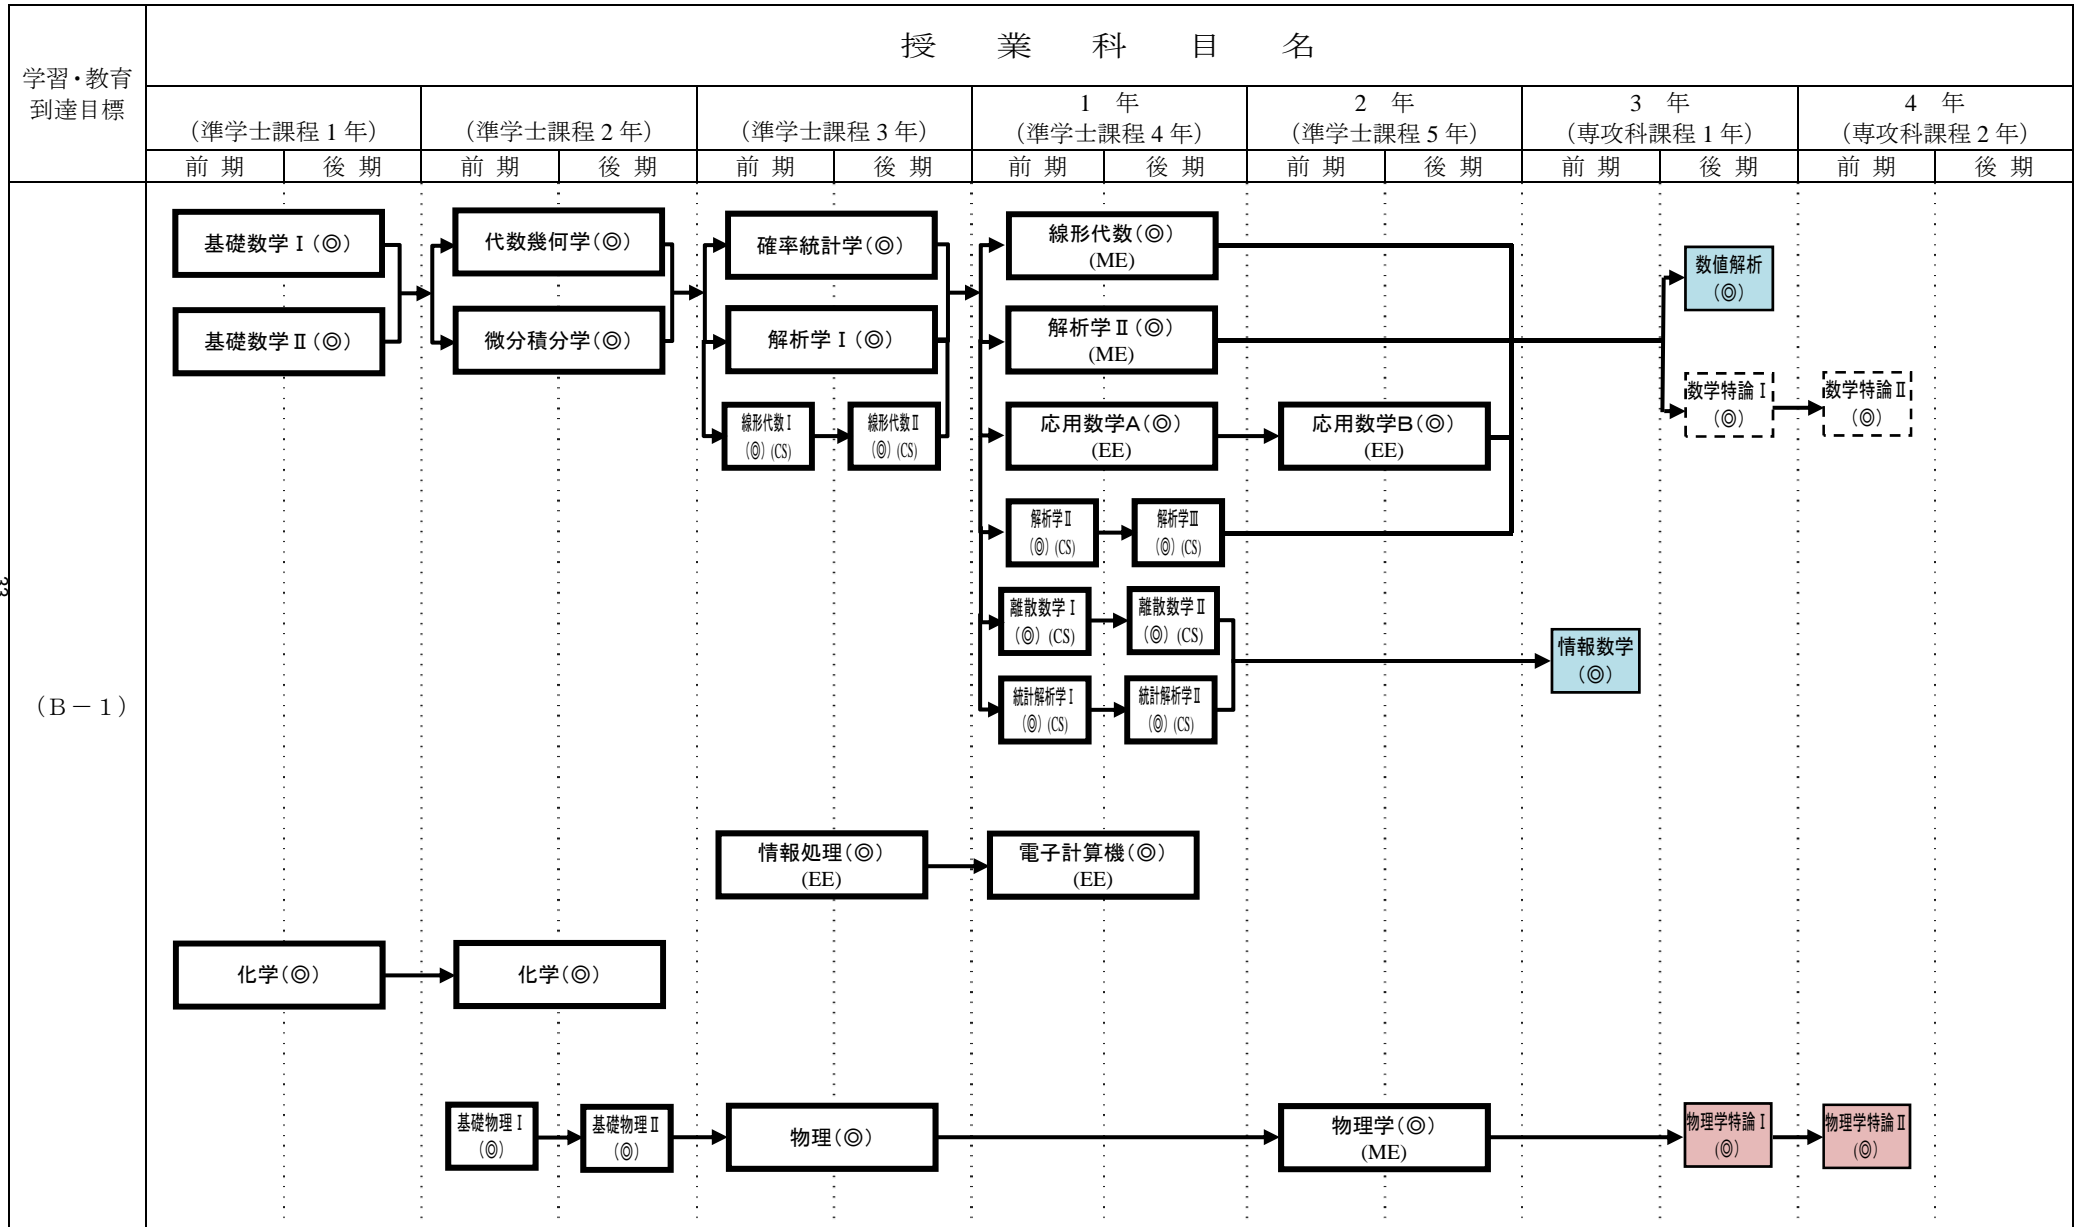 授 業 科 目 名
学習・教育
到達目標
(準学士課程 1 年)
(準学士課程 2 年)
(準学士課程 3 年)
1 年
(準学士課程 4 年)
2 年
(準学士課程 5 年)
3 年
(専攻科課程 1 年)
4 年
(専攻科課程 2 年)
前 期 後 期 前 期 後 期 前 期 後 期 前 期 後 期 前 期 後 期 前 期 後 期 前 期 後 期
(B-1)
基礎数学Ⅰ(◎)
代数幾何学(◎)
確率統計学(◎)
線形代数(◎)
(ME)
数値解析
(◎)
基礎数学Ⅱ(◎)
微分積分学(◎)
解析学Ⅰ(◎)
解析学Ⅱ(◎)
(ME)
線形代数Ⅰ
(◎)(CS)
線形代数Ⅱ
(◎)(CS)
応用数学A(◎)
(EE)
応用数学B(◎)
(EE)
数学特論Ⅰ
(◎)
数学特論Ⅱ
(◎)
解析学Ⅱ
(◎)(CS)
解析学Ⅲ
(◎)(CS)
離散数学Ⅰ
(◎)(CS)
離散数学Ⅱ
(◎)(CS)
情報数学
(◎)
統計解析学Ⅰ
(◎)(CS)
統計解析学Ⅱ
(◎)(CS)
情報処理(◎)
(EE)
電子計算機(◎)
(EE)
化学(◎)
化学(◎)
基礎物理Ⅰ
(◎)
基礎物理Ⅱ
(◎)
物理(◎)
物理学(◎)
(ME)
物理学特論Ⅰ
(◎)
物理学特論Ⅱ
(◎)
33